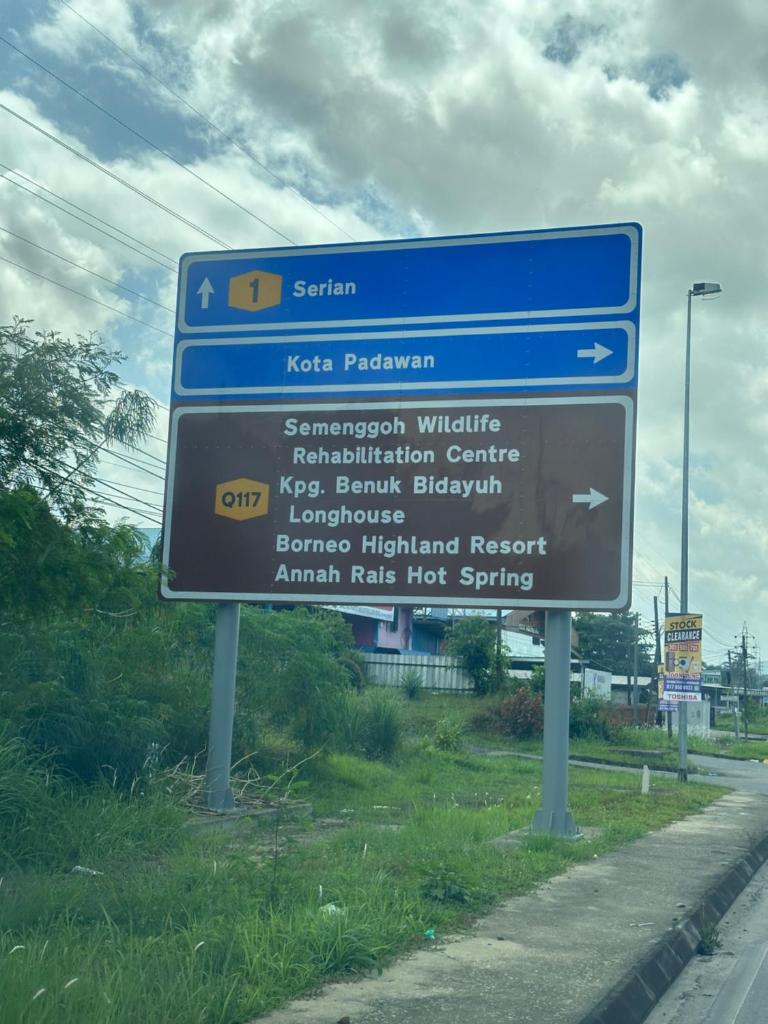 1 Serian
Kota Padawan
Semenggoh Wildlife
Rehabilitation Centre
Q117
Kpg. Benuk Bidayuh
Longhouse
Borneo Highland Resort
Annah Rais Hot Spring
STOCK
CLEARANCE
TOSHIBA